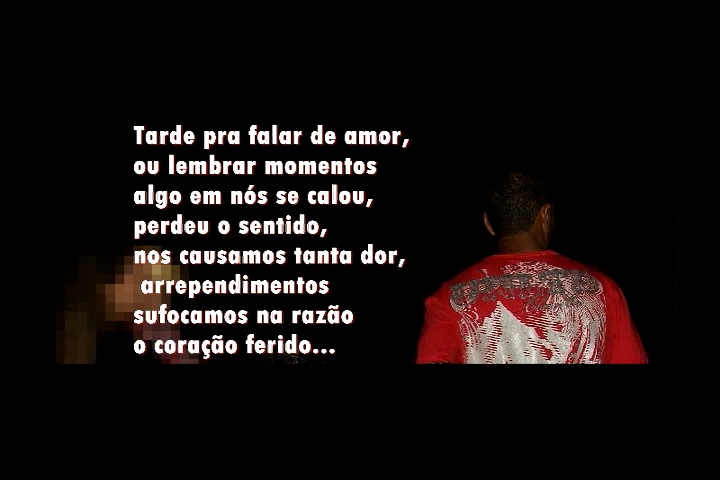 Tarde pra falar de amor,
ou lembrar momentos
algo em nós se calou,
perdeu o sentido,
nos causamos tanta dor,
arrependimentos
sufocamos na razão
o coração ferido...